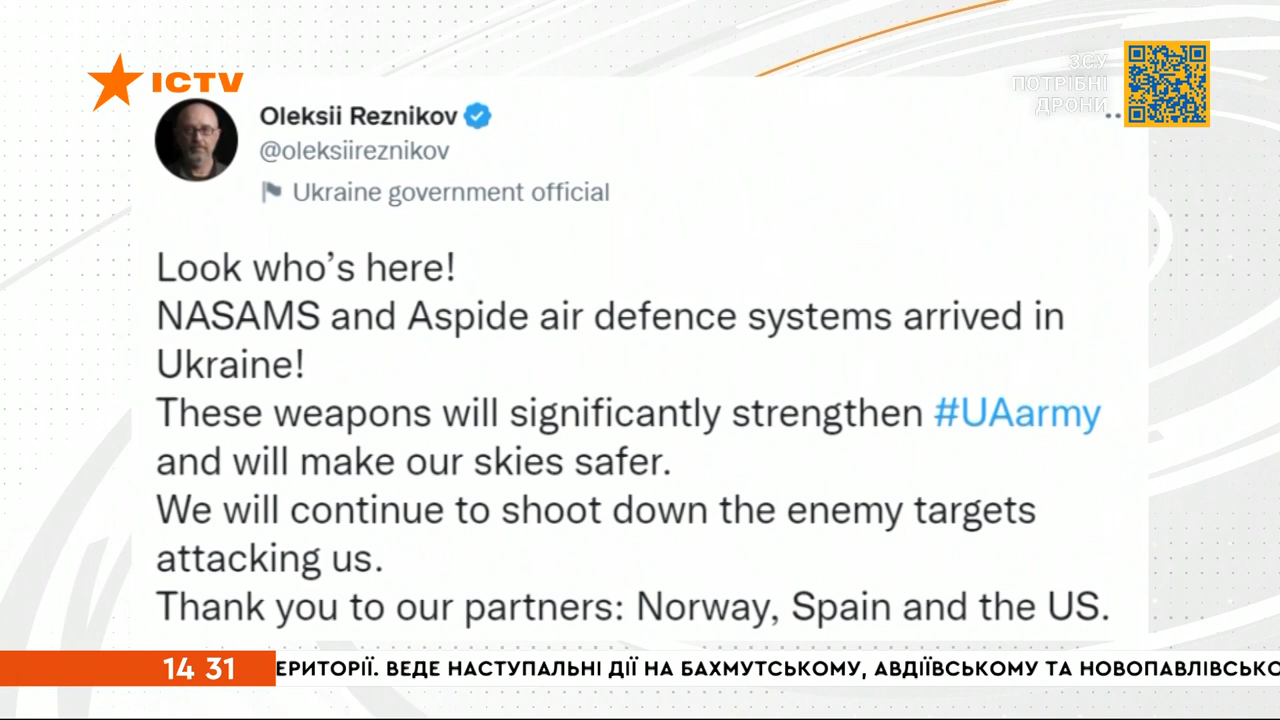 ICTV
ЗСУ
ПОТРІБНІ
ДРОНИ
Oleksii Reznikov
@oleksiireznikov
Ukraine government official
Look who's here!
NASAMS and Aspide air defence systems arrived in
Ukraine!
These weapons will significantly strengthen #UAarmy
and will make our skies safer.
We will continue to shoot down the enemy targets
attacking us.
Thank you to our partners: Norway, Spain and the US.
14 31
ЕРИТОРІЇ. ВЕДЕ НАСТУПАЛЬНІ ДІЇ НА БАХМУТСЬКОМУ, АВДІЇВСЬКОМУ ТА НОВОПАВЛІВСЬКО